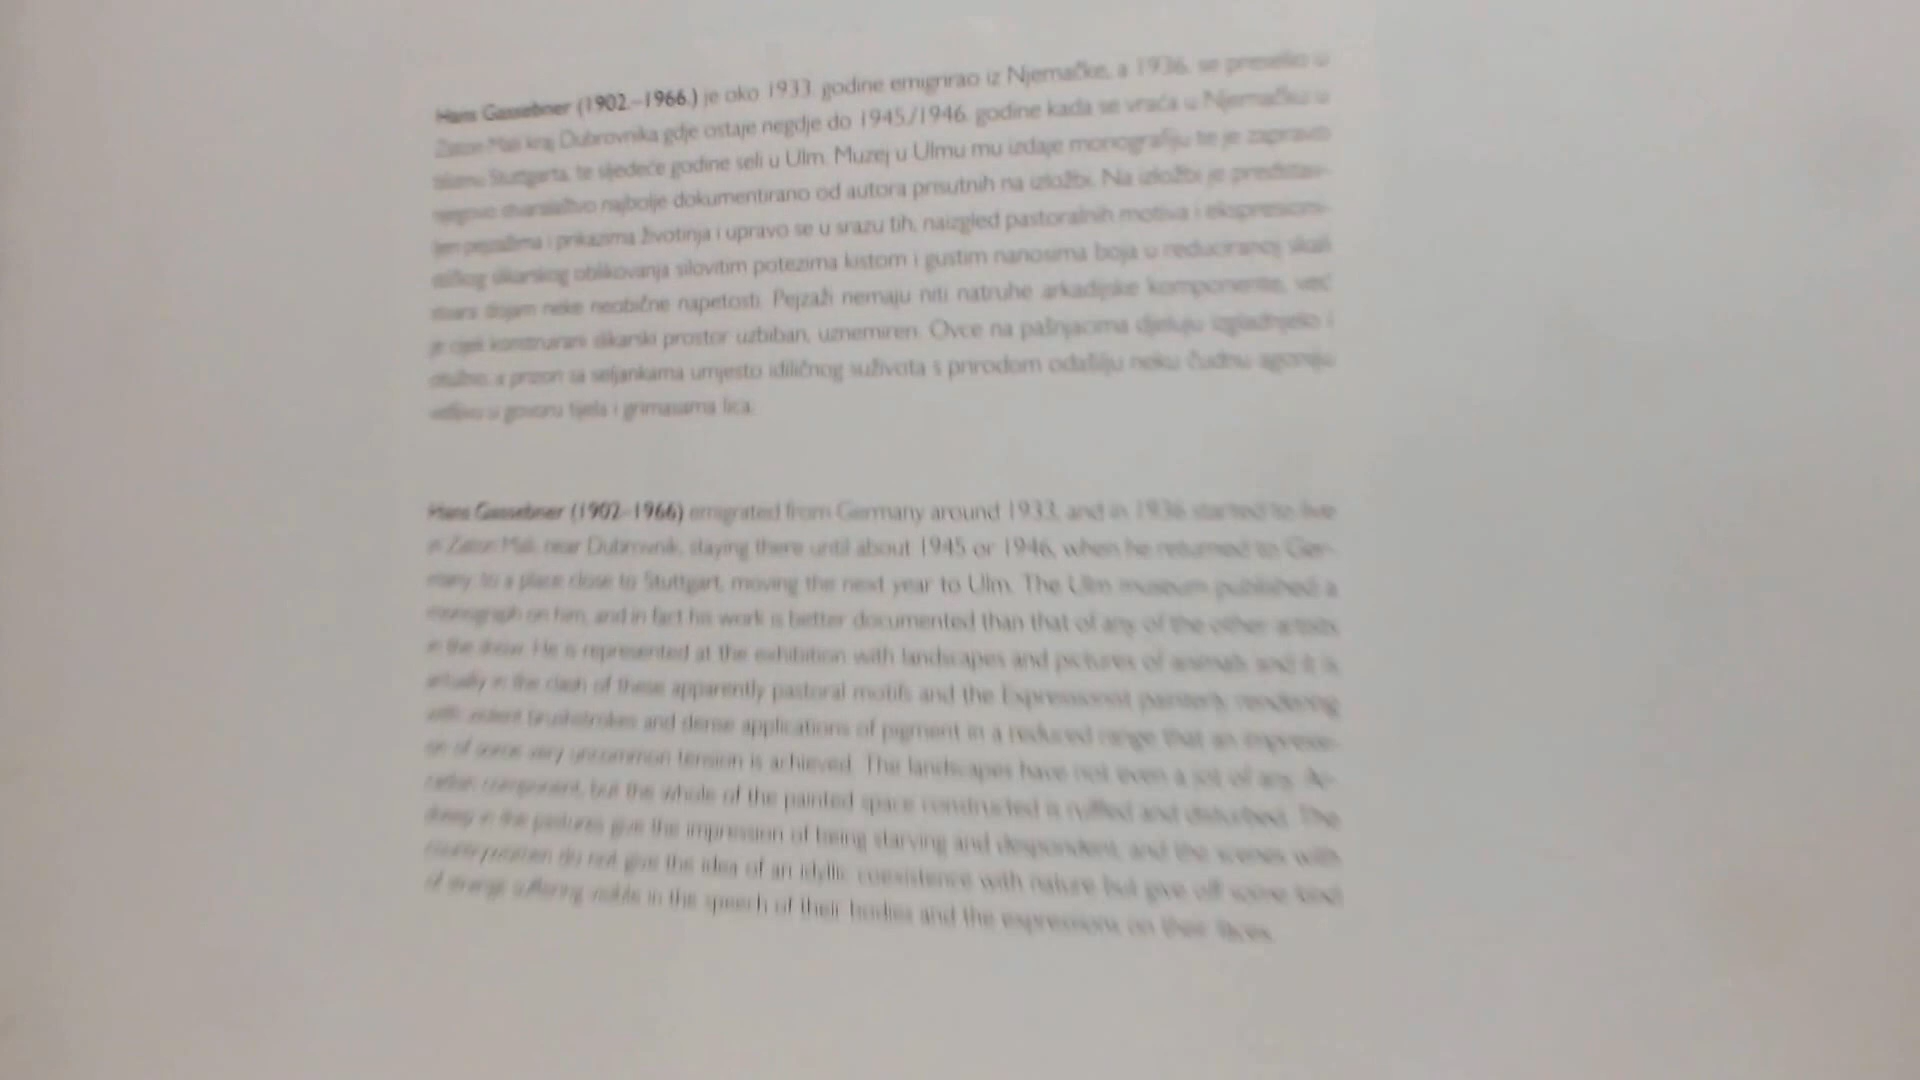 Hans Gassebner (1902.–1966.) je oko 1933. godine emigrirao iz Njemačke, a 1936. se preselio u
Zaton Mali kraj Dubrovnika gdje ostaje negdje do 1945./1946. godine kada se vraća u Njemačku u
blizinu Stuttgarta, te sljedeće godine seli u Ulm. Muzej u Ulmu mu izdaje monografiju te je zapravo
njegovo stvaralaštvo najbolje dokumentirano od autora prisutnih na izložbi. Na izložbi je predstav-
ljen pejzažima i prikazima životinja i upravo se u srazu tih, naizgled pastoralnih motiva i ekspresioni-
stičkog slikarskog oblikovanja silovitim potezima kistom i gustim nanosima boja u reduciranoj skali
stvara dojam neke neobične napetosti. Pejzaži nemaju niti natruhe arkadijske komponente, već
je cijeli konstruirani slikarski prostor uzbiban, uznemiren. Ovce na pašnjacima djeluju izgladnjelo i
a prizori sa seljankama umjesto idiličnog suživota s prirodom odašilju neku čudnu agoniju
vidljivu u govoru tijela i grimasama lica.
Hans Gassebner (1902–1966) emigrated from Germany around 1933, and in 1936 started to live
in Zaton Mali, near Dubrovnik, staying there until about 1945 or 1946, when he returned to Ger-
many, to a place close to Stuttgart, moving the next year to Ulm. The Ulm museum published a
monograph on him, and in fact his work is better documented than that of any of the other artists
in the show. He is represented at the exhibition with landscapes and pictures of animals and it is
actually in the clash of these apparently pastoral motifs and the Expressionist painterly rendering
with violent brushstrokes and dense applications of pigment in a reduced range that an impress-
ion of some very uncommon tension is achieved. The landscapes have not even a jot of any Ar-
cadian component, but the whole of the painted space constructed is ruffled and disturbed. The
sheep in the pictures give the impression of being starving and despondent, and the scenes with
countrywomen do not give the idea of an idyllic coexistence with nature but give off some kind
of strange suffering visible in the speech of their bodies and the expressions on their faces.